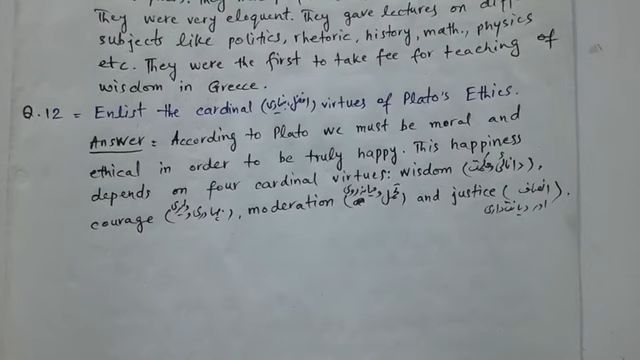 They were very eloquent. They gave lectures on
subjects like politics, rhetoric, history, math., physics
etc. They were the first to take fee for teaching of
wisdom in Greece.
Q.12 = Enlist the cardinal virtues of Plato's Ethics.
Answer: According to Plato we must be moral and
ethical in order to be truly happy. This happiness
depends on four cardinal virtues: wisdom (دانائی),
courage, moderation and justice (انصاف
اور دیانتداری).